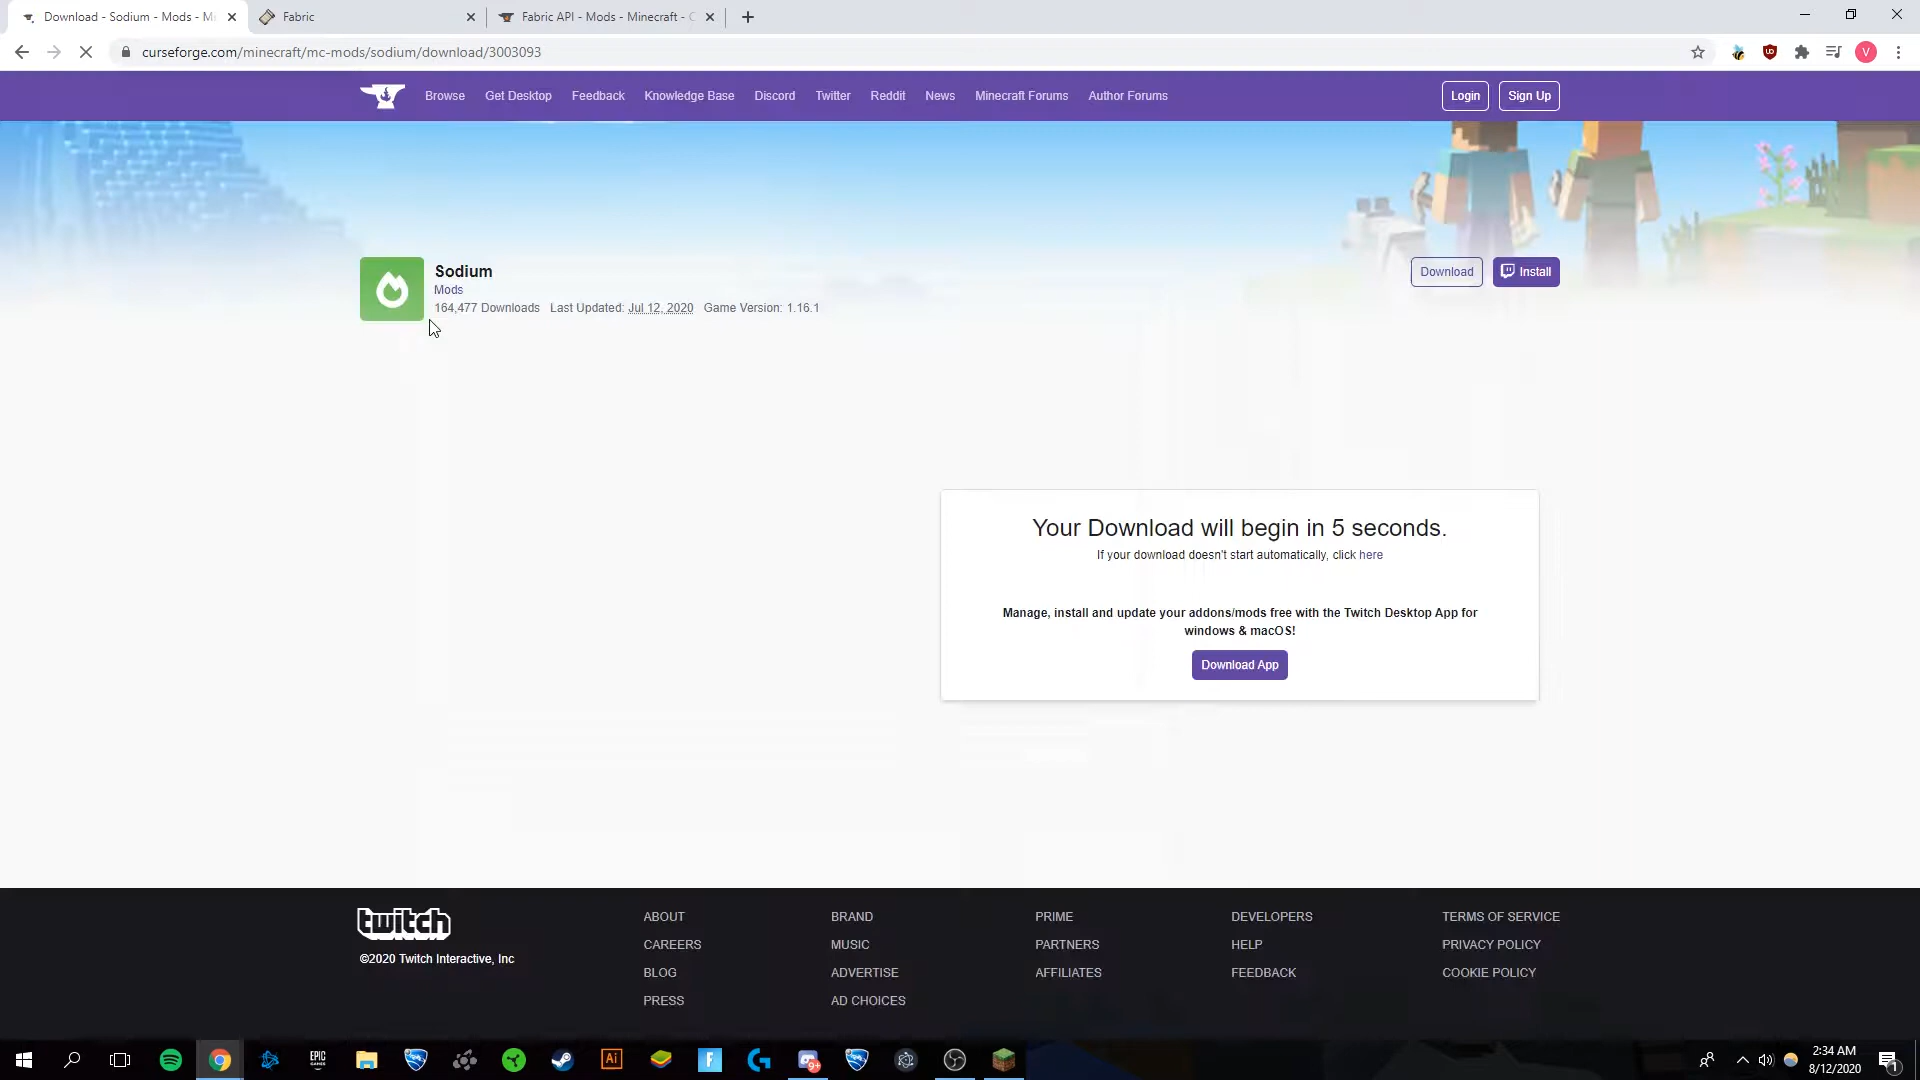 Download - Sodium - Mods - M
Fabric
Fabric API - Mods - Minecraft - C
curseforge.com/minecraft/mc-mods/sodium/download/3003093
V
Browse Get Desktop Feedback Knowledge Base Discord Twitter Reddit News Minecraft Forums Author Forums
Login Sign Up
Sodium
Mods
164,477 Downloads Last Updated: Jul 12, 2020 Game Version: 1.16.1
Download Install
Your Download will begin in 5 seconds.
If your download doesn't start automatically, click here
Manage, install and update your addons/mods free with the Twitch Desktop App for
windows & macOS!
Download App
twitch
©2020 Twitch Interactive, Inc
ABOUT BRAND PRIME DEVELOPERS TERMS OF SERVICE
CAREERS MUSIC PARTNERS HELP PRIVACY POLICY
BLOG ADVERTISE AFFILIATES FEEDBACK COOKIE POLICY
PRESS AD CHOICES
EPIC
GAMES
Ai
F
G
9+
2:34 AM
8/12/2020
1